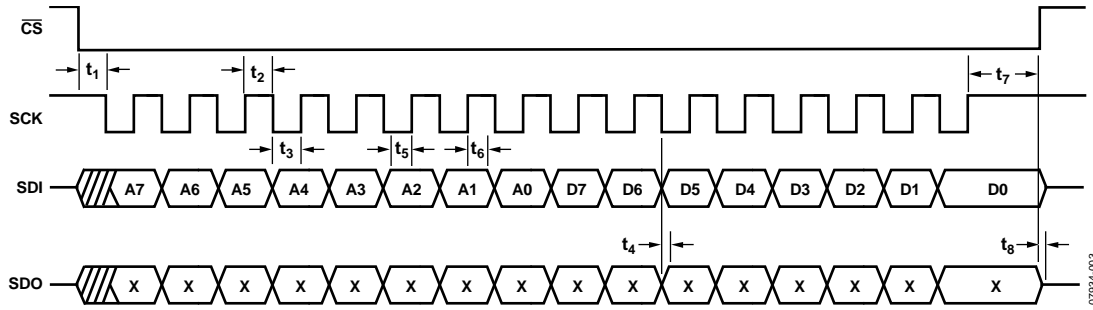 CS
t1 t2 t7
SCK
t3 t5 t6
SDI A7 A6 A5 A4 A3 A2 A1 A0 D7 D6 D5 D4 D3 D2 D1 D0
t4 t8
SDO X X X X X X X X X X X X X X X X
07934-003